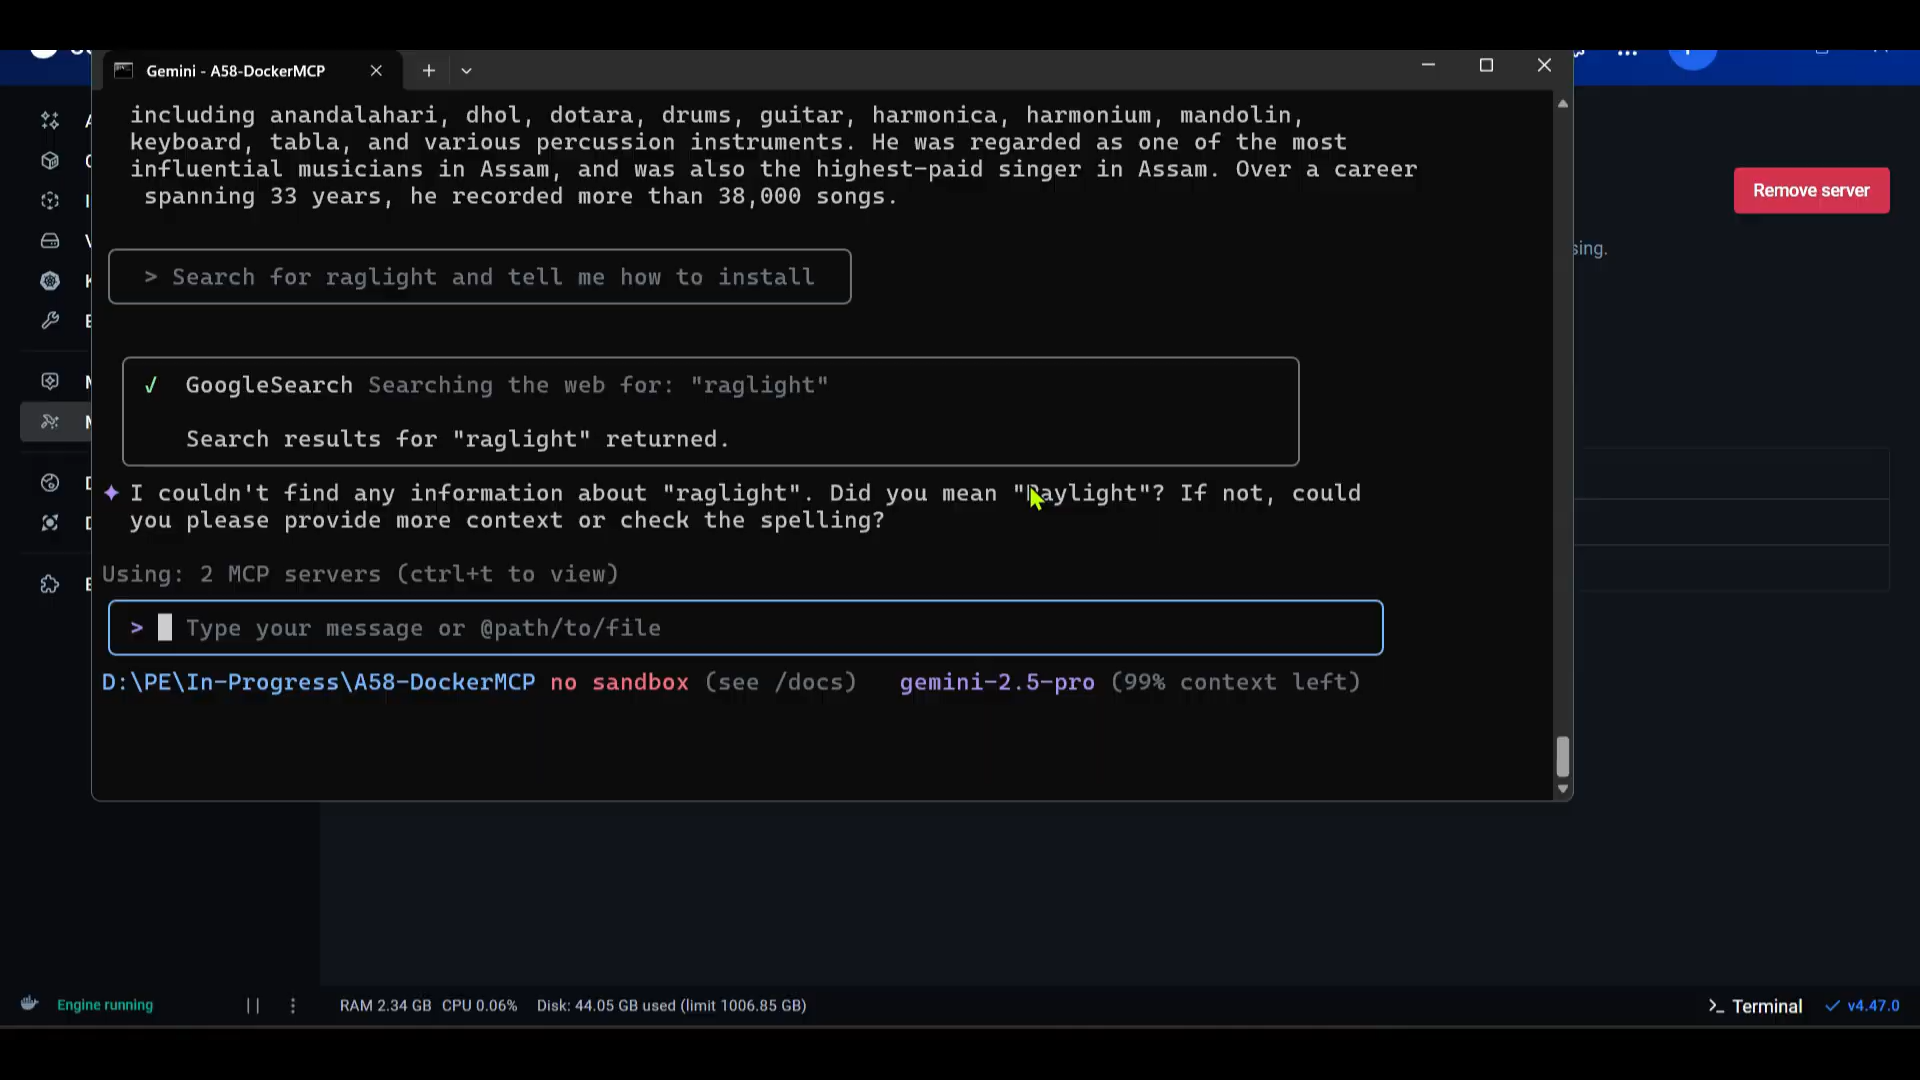 Gemini - A58-DockerMCP
including anandalahari, dhol, dotara, drums, guitar, harmonica, harmonium, mandolin,
keyboard, tabla, and various percussion instruments. He was regarded as one of the most
influential musicians in Assam, and was also the highest-paid singer in Assam. Over a career
spanning 33 years, he recorded more than 38,000 songs.
Remove server
sing.
> Search for raglight and tell me how to install
✓ GoogleSearch Searching the web for: "raglight"
Search results for "raglight" returned.
✦ I couldn't find any information about "raglight". Did you mean "Raylight"? If not, could
you please provide more context or check the spelling?
Using: 2 MCP servers (ctrl+t to view)
> Type your message or @path/to/file
D:\PE\In-Progress\A58-DockerMCP no sandbox (see /docs) gemini-2.5-pro (99% context left)
Engine running
RAM 2.34 GB CPU 0.06% Disk: 44.05 GB used (limit 1006.85 GB)
>_ Terminal
✓ v4.47.0